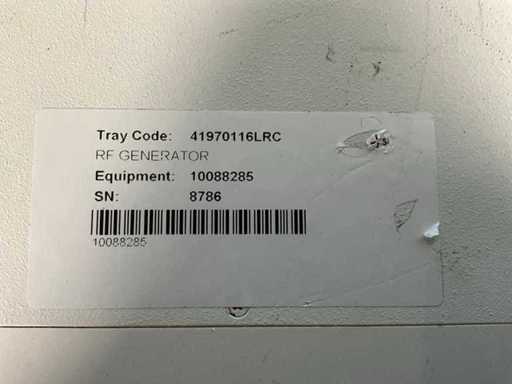 Tray Code: 41970116LRC
RF GENERATOR
Equipment: 10088285
SN: 8786
10088285